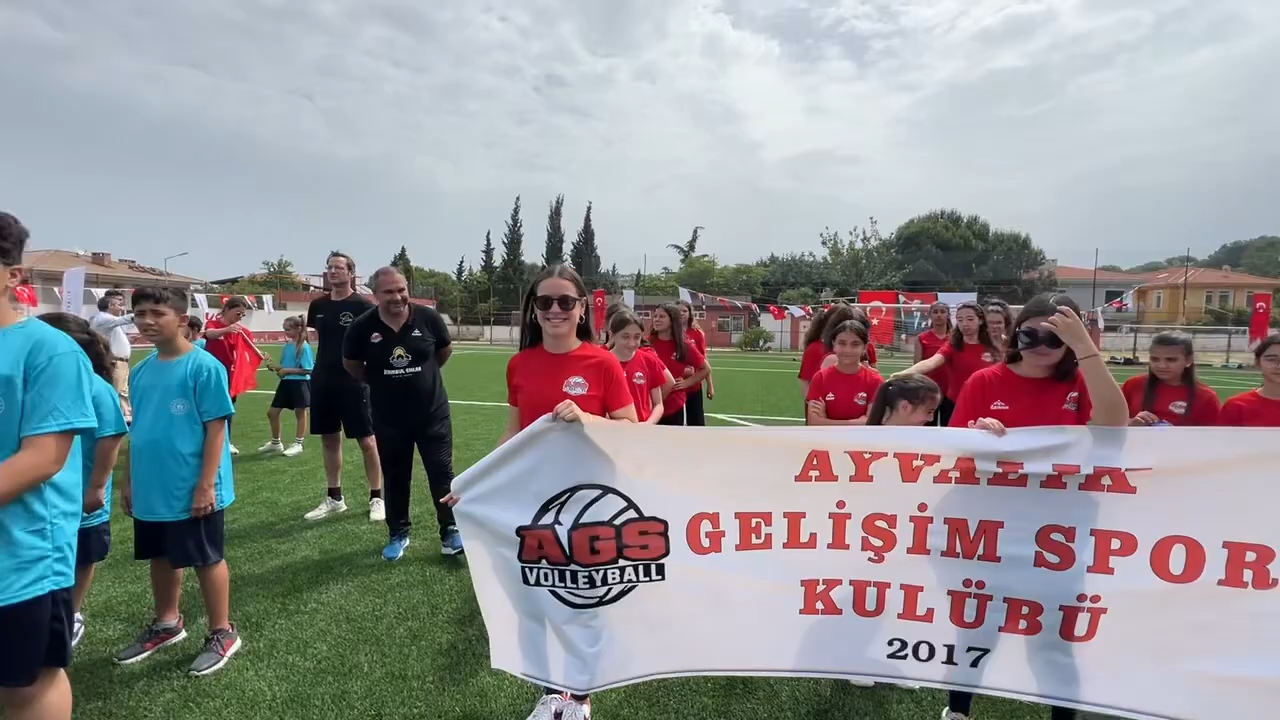 AYVALIK
GELİŞİM SPOR
KULÜBÜ
2017
AGS
VOLLEYBALL